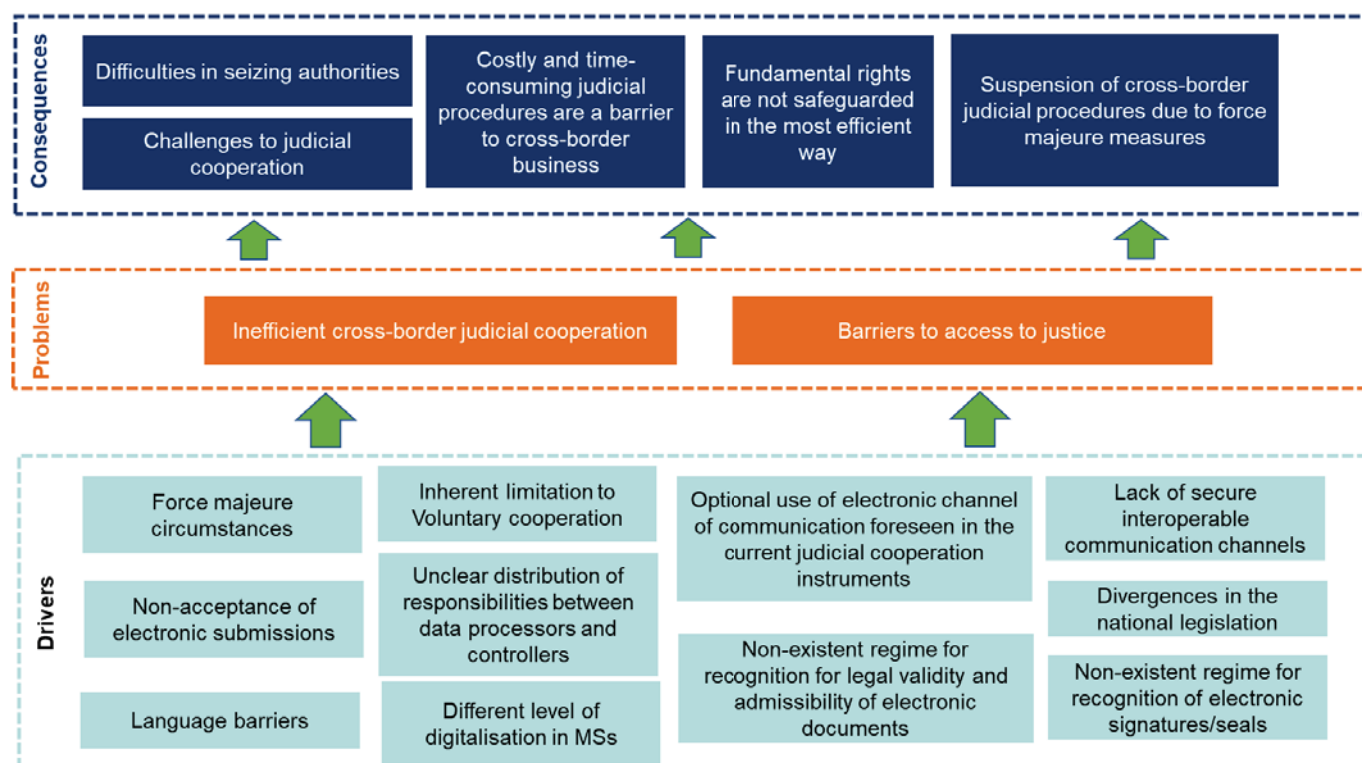 Consequences
Difficulties in seizing authorities
Challenges to judicial
cooperation
Costly and time-
consuming judicial
procedures are a barrier
to cross-border
business
Fundamental rights
are not safeguarded
in the most efficient
way
Suspension of cross-border
judicial procedures due to force
majeure measures
Problems
Inefficient cross-border judicial cooperation
Barriers to access to justice
Drivers
Force majeure
circumstances
Non-acceptance of
electronic submissions
Language barriers
Inherent limitation to
Voluntary cooperation
Unclear distribution of
responsibilities between
data processors and
controllers
Different level of
digitalisation in MSs
Optional use of electronic channel
of communication foreseen in the
current judicial cooperation
instruments
Non-existent regime for
recognition for legal validity and
admissibility of electronic
documents
Lack of secure
interoperable
communication channels
Divergences in the
national legislation
Non-existent regime for
recognition of electronic
signatures/seals